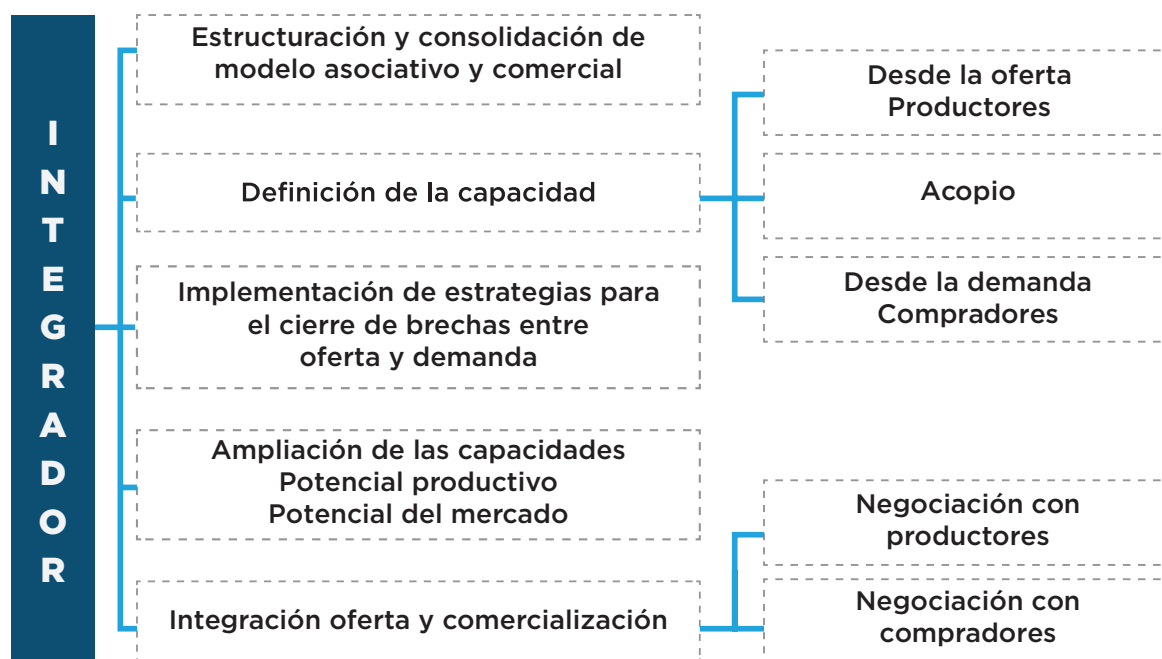 INTEGRADOR
Estructuración y consolidación de
modelo asociativo y comercial
Definición de la capacidad
Desde la oferta
Productores
Acopio
Desde la demanda
Compradores
Implementación de estrategias para
el cierre de brechas entre
oferta y demanda
Ampliación de las capacidades
Potencial productivo
Potencial del mercado
Integración oferta y comercialización
Negociación con
productores
Negociación con
compradores